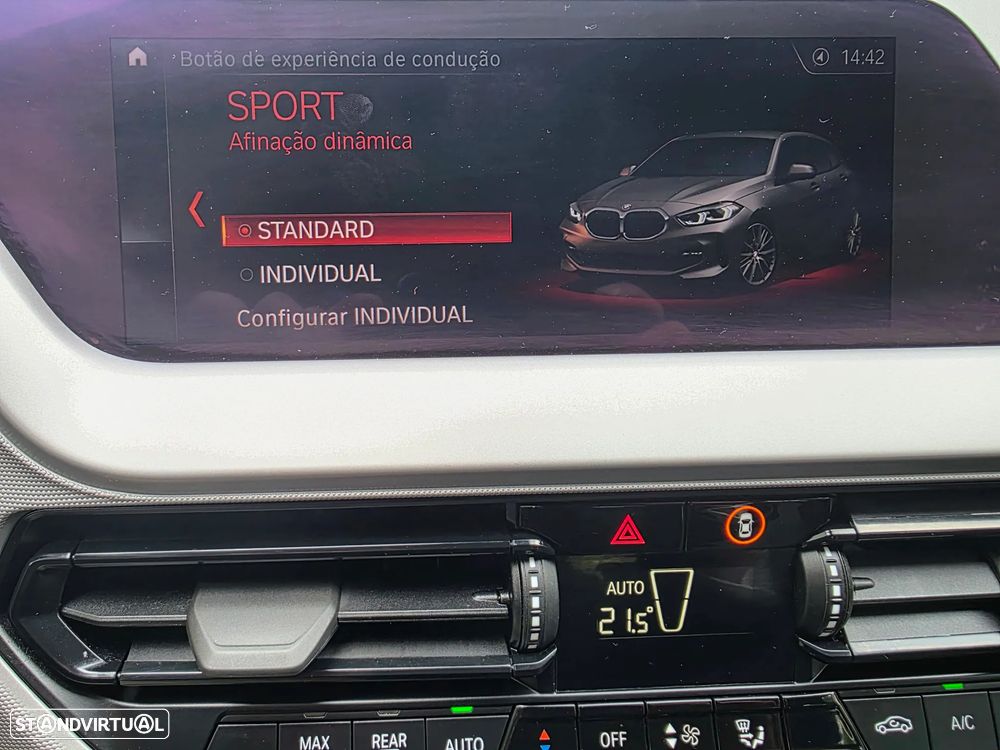 Botão de experiência de condução
14:42
SPORT
Afinação dinâmica
STANDARD
INDIVIDUAL
Configurar INDIVIDUAL
AUTO
21.5°
MAX
REAR
AUTO
OFF
A/C
STANDVIRTUAL